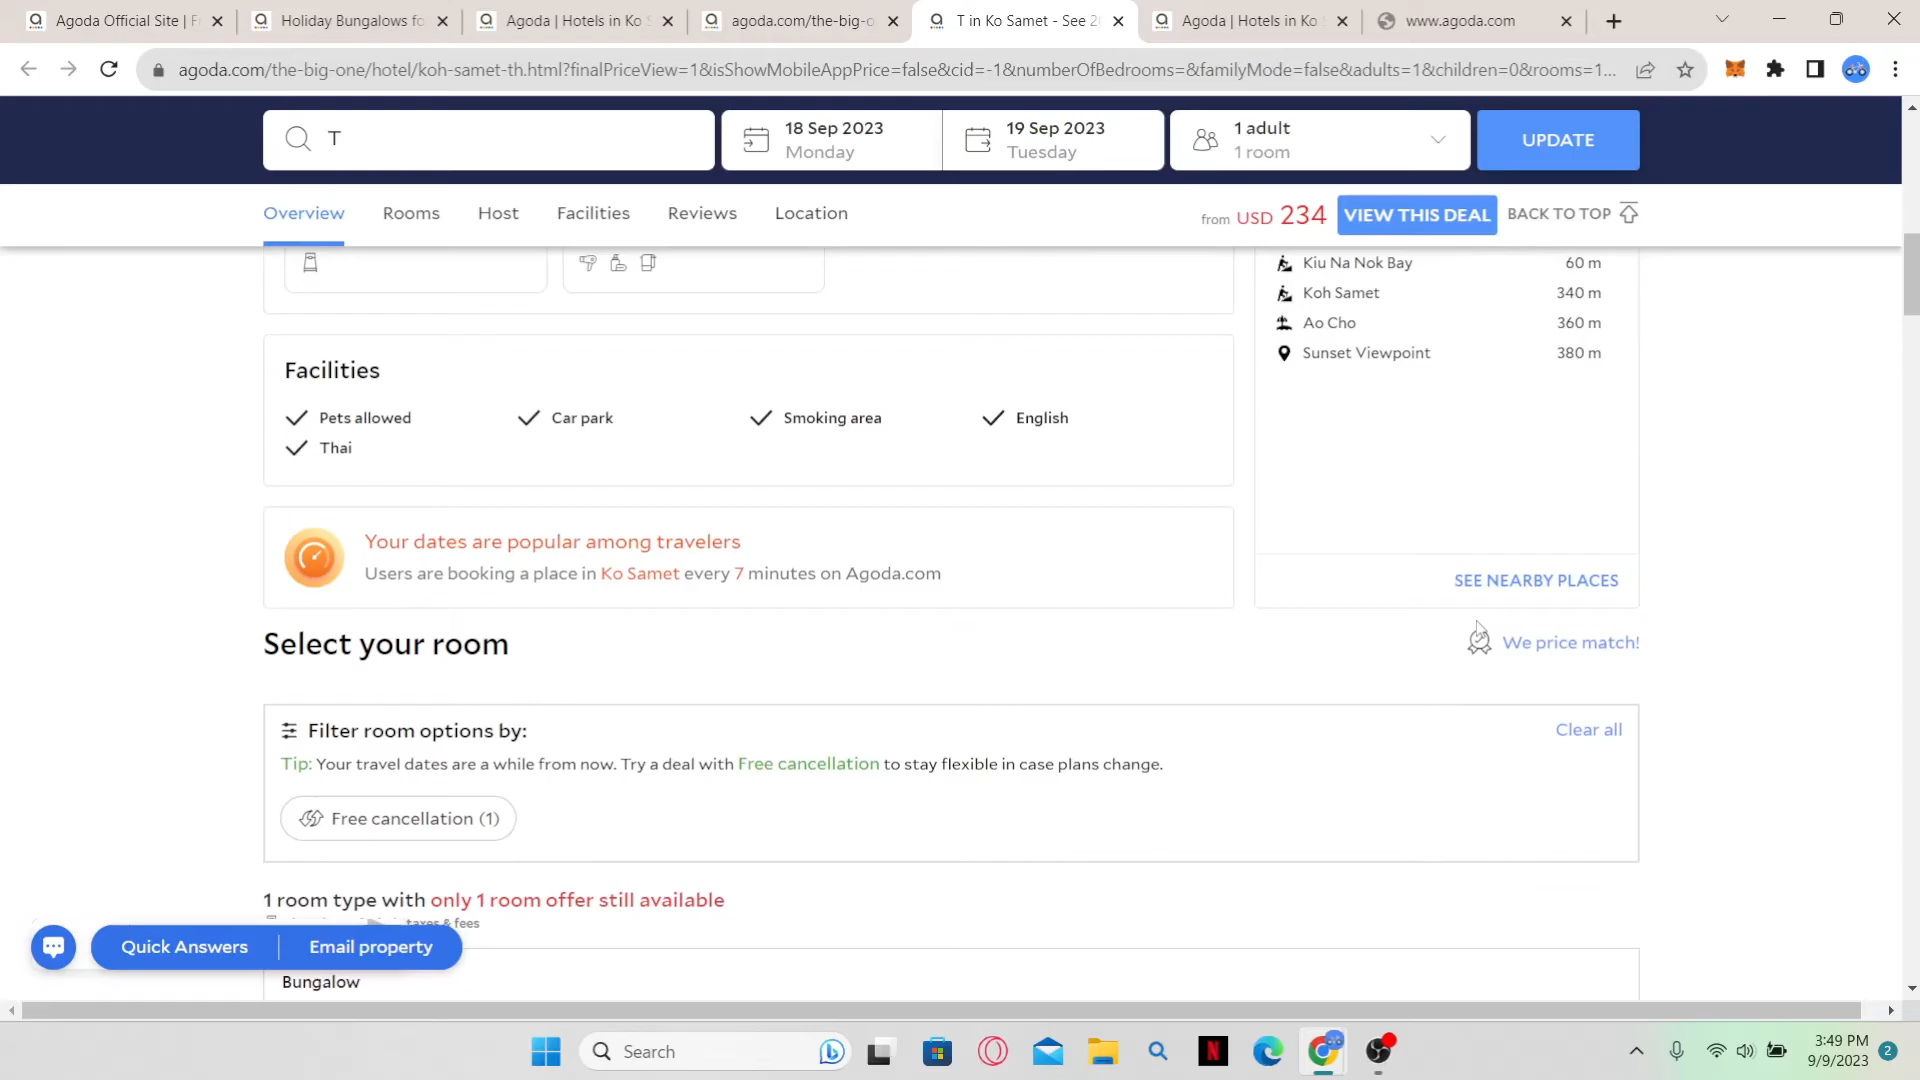 Agoda Official Site | F
Holiday Bungalows fo
Agoda | Hotels in Ko S
agoda.com/the-big-o
T in Ko Samet - See 2
Agoda | Hotels in Ko
www.agoda.com
agoda.com/the-big-one/hotel/koh-samet-th.html?finalPriceView=1&isShowMobileAppPrice=false&cid=-1&numberOfBedrooms=&familyMode=false&adults=1&children=0&rooms=1...
T
18 Sep 2023
Monday
19 Sep 2023
Tuesday
1 adult
1 room
UPDATE
Overview
Rooms
Host
Facilities
Reviews
Location
from USD 234
VIEW THIS DEAL
BACK TO TOP
Kiu Na Nok Bay 60 m
Koh Samet 340 m
Ao Cho 360 m
Sunset Viewpoint 380 m
Facilities
Pets allowed
Car park
Smoking area
English
Thai
Your dates are popular among travelers
Users are booking a place in Ko Samet every 7 minutes on Agoda.com
SEE NEARBY PLACES
Select your room
We price match!
Filter room options by:
Clear all
Tip: Your travel dates are a while from now. Try a deal with Free cancellation to stay flexible in case plans change.
Free cancellation (1)
1 room type with only 1 room offer still available
taxes & fees
Quick Answers
Email property
Bungalow
Search
3:49 PM
9/9/2023
2